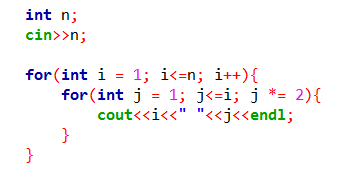 int n;
cin>>n;
for(int i = 1; i<=n; i++){
for(int j = 1; j<=i; j *= 2){
cout<<i<<" "<<j<<endl;
}
}